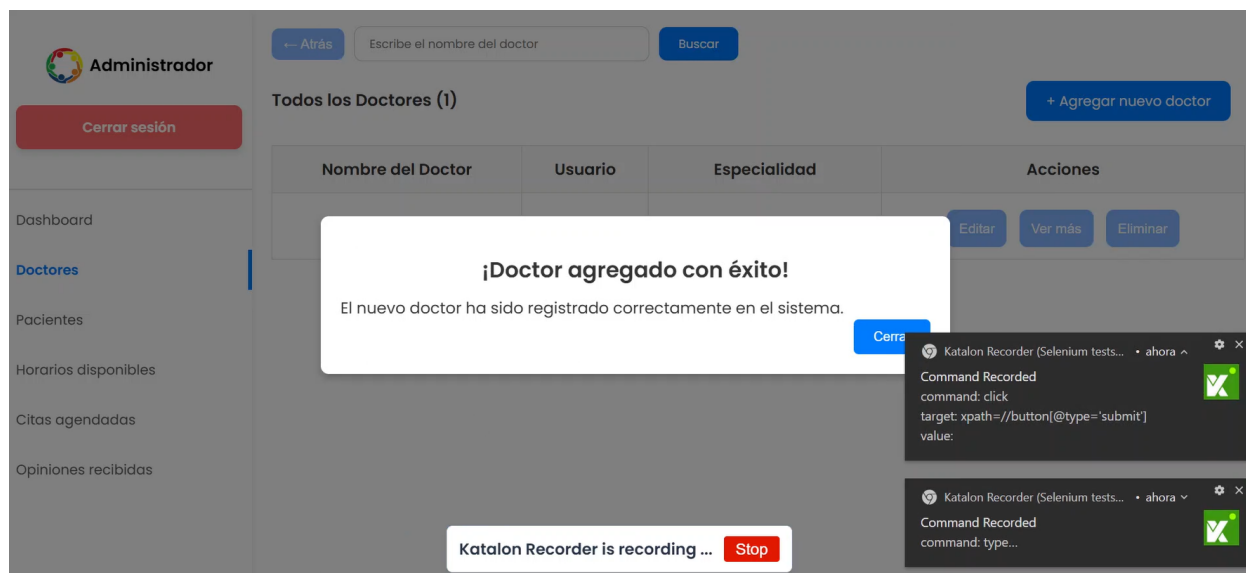 Administrador
Cerrar sesión
Dashboard
Doctores
Pacientes
Horarios disponibles
Citas agendadas
Opiniones recibidas
← Atrás
Escribe el nombre del doctor
Buscar
Todos los Doctores (1)
+ Agregar nuevo doctor
Nombre del Doctor Usuario Especialidad Acciones
Editar Ver más Eliminar
¡Doctor agregado con éxito!
El nuevo doctor ha sido registrado correctamente en el sistema.
Katalon Recorder (Selenium tests... • ahora
Command Recorded
command: click
target: xpath=//button[@type='submit']
value:
Katalon Recorder (Selenium tests... • ahora
Command Recorded
command: type...
Katalon Recorder is recording ... Stop